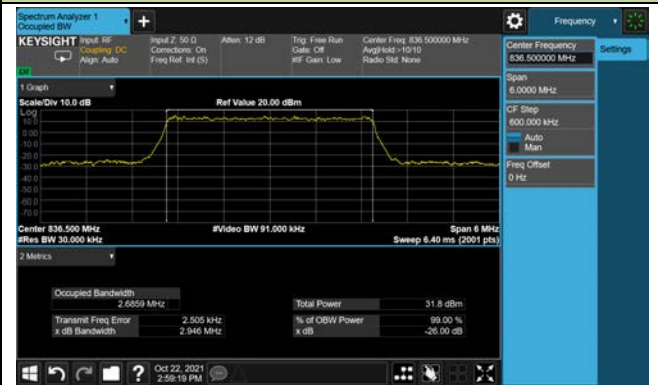 Spectrum Analyzer 1
Occupied BW
Frequency
KEYSIGHT
Input: RF
Coupling: DC
Align: Auto
Input Z: 50 Ω
Corrections: On
Freq Ref: Int (S)
Atten: 12 dB
Trig: Free Run
Gate: Off
#IF Gain: Low
Center Freq: 836.500000 MHz
Avg|Hold:>10/10
Radio Std: None
Center Frequency
836.500000 MHz
Settings
Span
6.0000 MHz
CF Step
600.000 kHz
Auto
Man
Freq Offset
0 Hz
1 Graph
Scale/Div 10.0 dB
Ref Value 20.00 dBm
Log
10.0
0.00
-10.0
-20.0
-30.0
-40.0
-50.0
-60.0
-70.0
Center 836.500 MHz
#Video BW 91.000 kHz
Span 6 MHz
#Res BW 30.000 kHz
Sweep 6.40 ms (2001 pts)
2 Metrics
Occupied Bandwidth
2.6859 MHz
Total Power 31.8 dBm
Transmit Freq Error 2.505 kHz
% of OBW Power 99.00 %
x dB Bandwidth 2.946 MHz
x dB -26.00 dB
?
Oct 22, 2021
2:59:19 PM